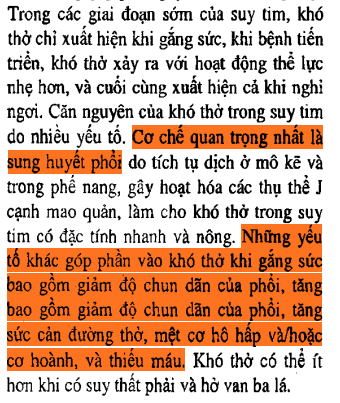 Trong các giai đoạn sớm của suy tim, khó
thở chỉ xuất hiện khi gắng sức, khi bệnh tiến
triển, khó thở xảy ra với hoạt động thể lực
nhẹ hơn, và cuối cùng xuất hiện cả khi nghỉ
ngơi. Căn nguyên của khó thở trong suy tim
do nhiều yếu tố. Cơ chế quan trọng nhất là
sung huyết phổi do tích tụ dịch ở mô kẽ và
trong phế nang, gây hoạt hóa các thụ thể J
cạnh mao quản, làm cho khó thở trong suy
tim có đặc tính nhanh và nông. Những yếu
tố khác góp phần vào khó thở khi gắng sức
bao gồm giảm độ chun dãn của phổi, tăng
bao gồm giảm độ chun dãn của phổi, tăng
sức cản đường thở, mệt cơ hô hấp và/hoặc
cơ hoành, và thiếu máu. Khó thở có thể ít
hơn khi có suy thất phải và hở van ba lá.